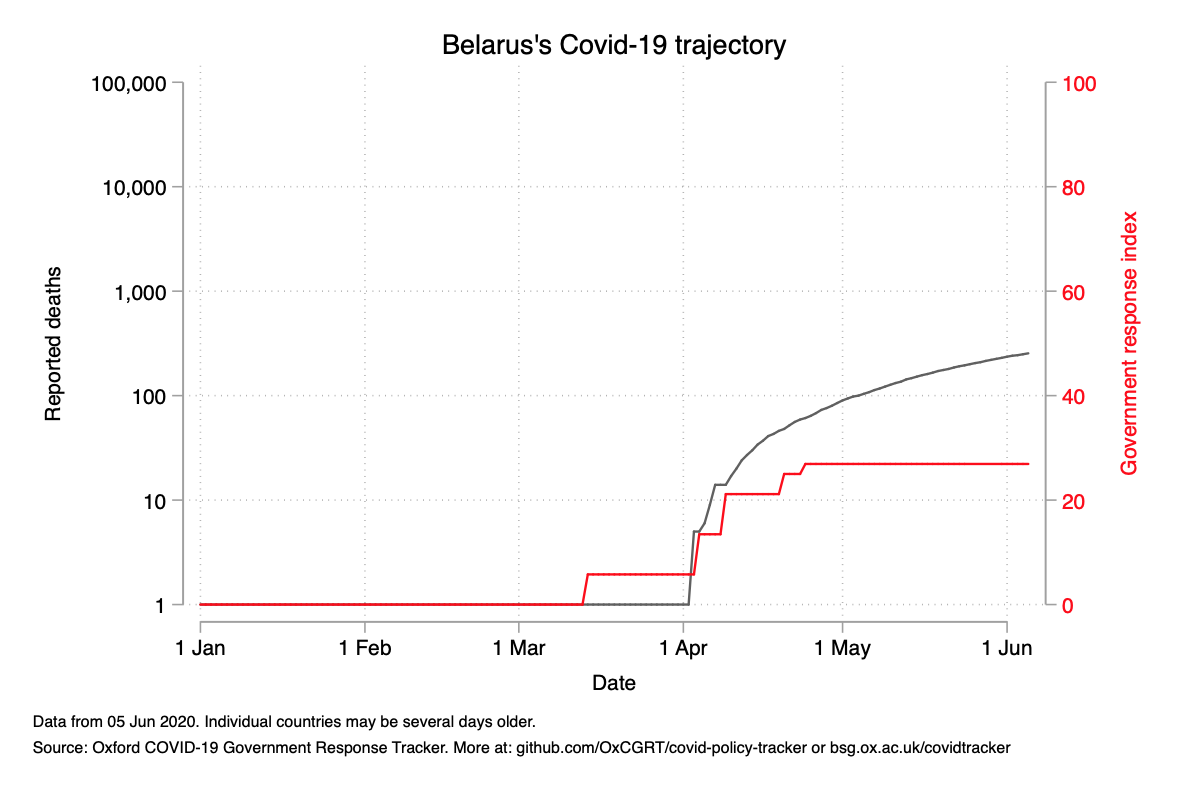 Belarus's Covid-19 trajectory
100,000
10,000
1,000
100
10
1
Reported deaths
100
80
60
40
20
0
Government response index
1 Jan
1 Feb
1 Mar
1 Apr
1 May
1 Jun
Date
Data from 05 Jun 2020. Individual countries may be several days older.
Source: Oxford COVID-19 Government Response Tracker. More at: github.com/OxCGRT/covid-policy-tracker or bsg.ox.ac.uk/covidtracker